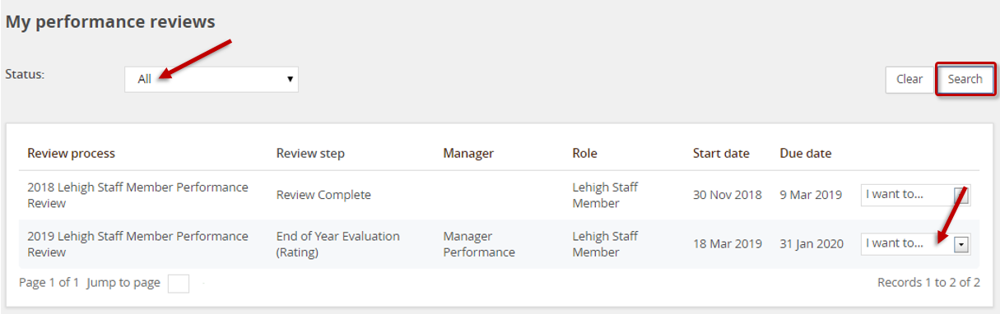 My performance reviews
Status:
All
Clear
Search
Review process
Review step
Manager
Role
Start date
Due date
2018 Lehigh Staff Member Performance
Review
Review Complete
Lehigh Staff
Member
30 Nov 2018
9 Mar 2019
I want to...
2019 Lehigh Staff Member Performance
Review
End of Year Evaluation
(Rating)
Manager
Performance
Lehigh Staff
Member
18 Mar 2019
31 Jan 2020
I want to...
Page 1 of 1 Jump to page
Records 1 to 2 of 2